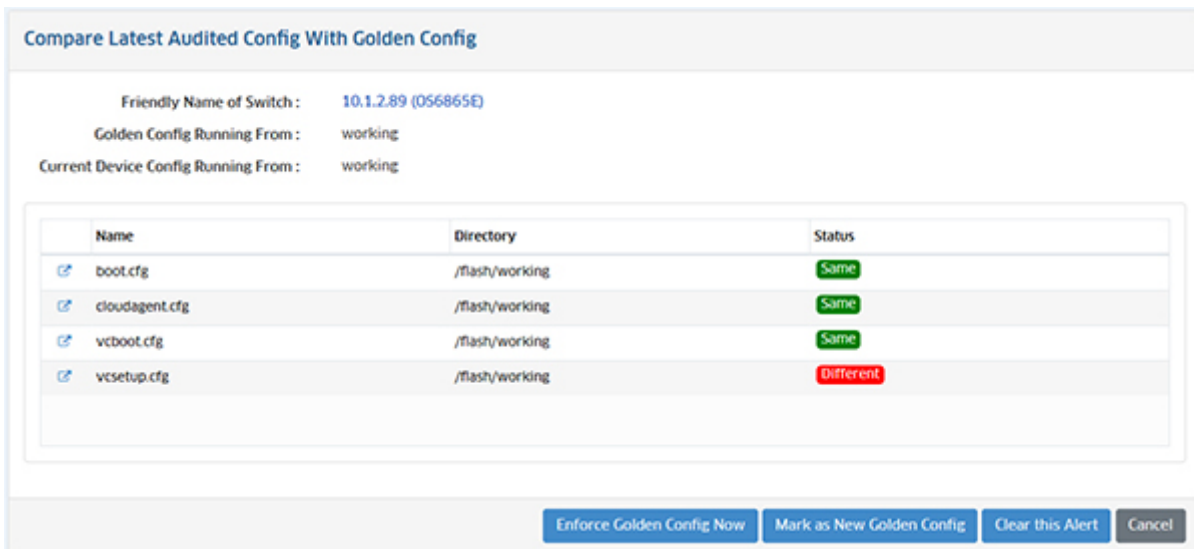 Compare Latest Audited Config With Golden Config
Friendly Name of Switch : 10.1.2.89 (OS6865E)
Golden Config Running From : working
Current Device Config Running From : working
Name Directory Status
boot.cfg /flash/working Same
cloudagent.cfg /flash/working Same
vcboot.cfg /flash/working Same
vcsetup.cfg /flash/working Different
Enforce Golden Config Now Mark as New Golden Config Clear this Alert Cancel